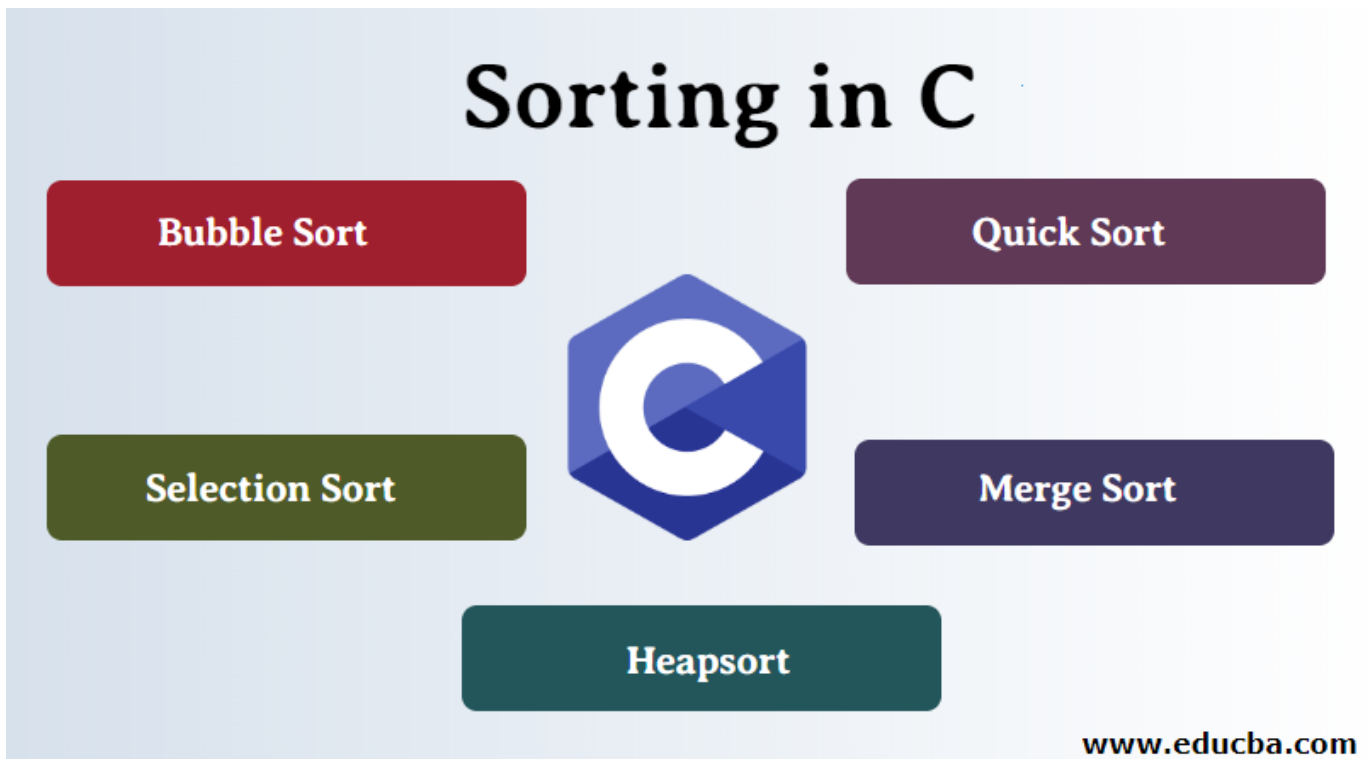 Sorting in C
Bubble Sort
Quick Sort
C
Selection Sort
Merge Sort
Heapsort
www.educba.com